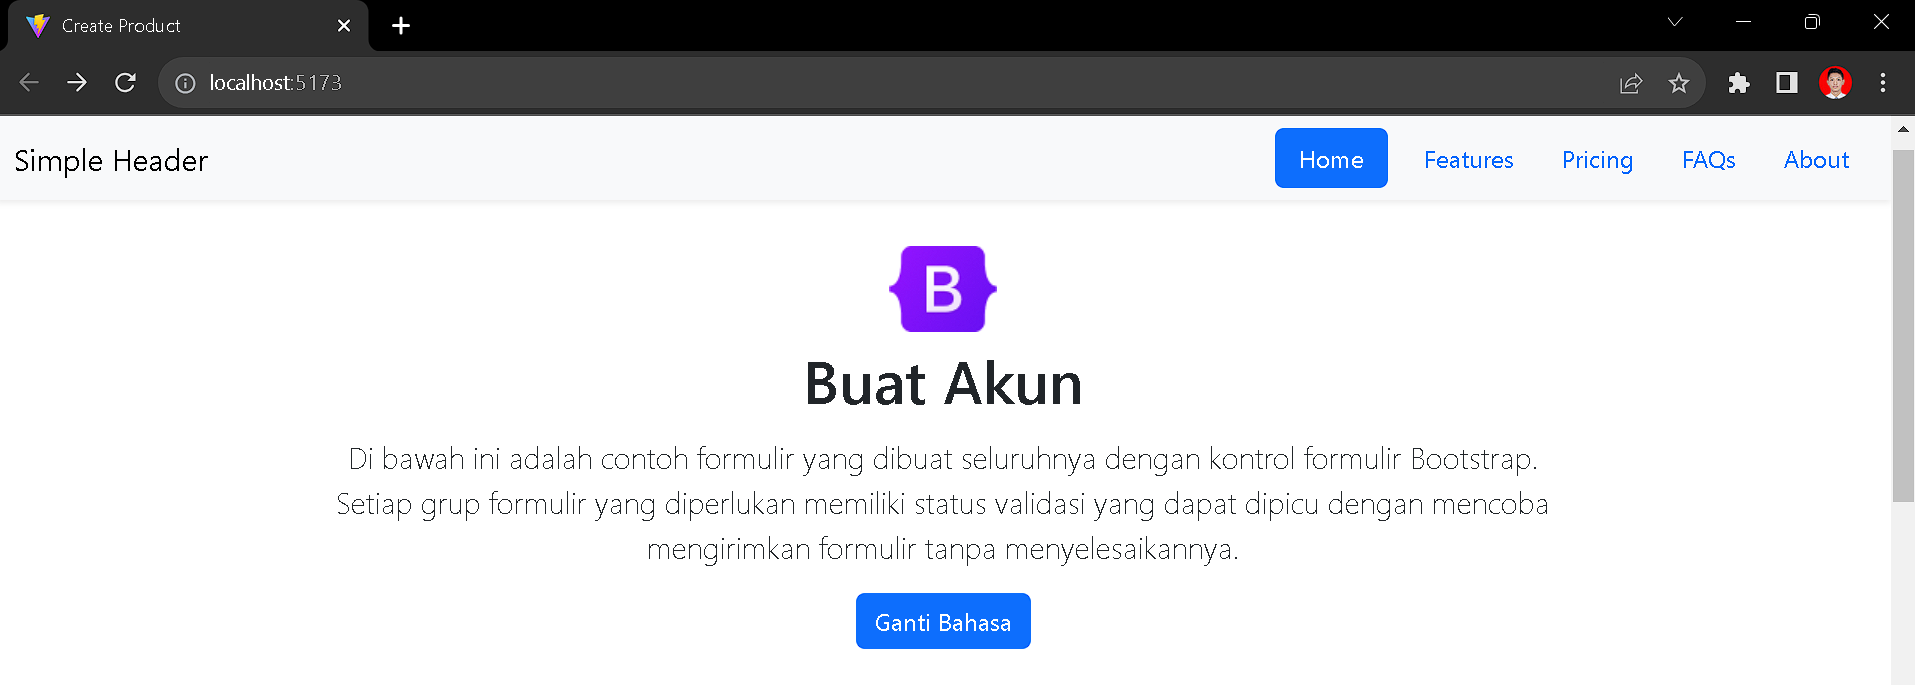 Create Product
localhost:5173
Simple Header
Home
Features
Pricing
FAQs
About
B
Buat Akun
Di bawah ini adalah contoh formulir yang dibuat seluruhnya dengan kontrol formulir Bootstrap.
Setiap grup formulir yang diperlukan memiliki status validasi yang dapat dipicu dengan mencoba
mengirimkan formulir tanpa menyelesaikannya.
Ganti Bahasa